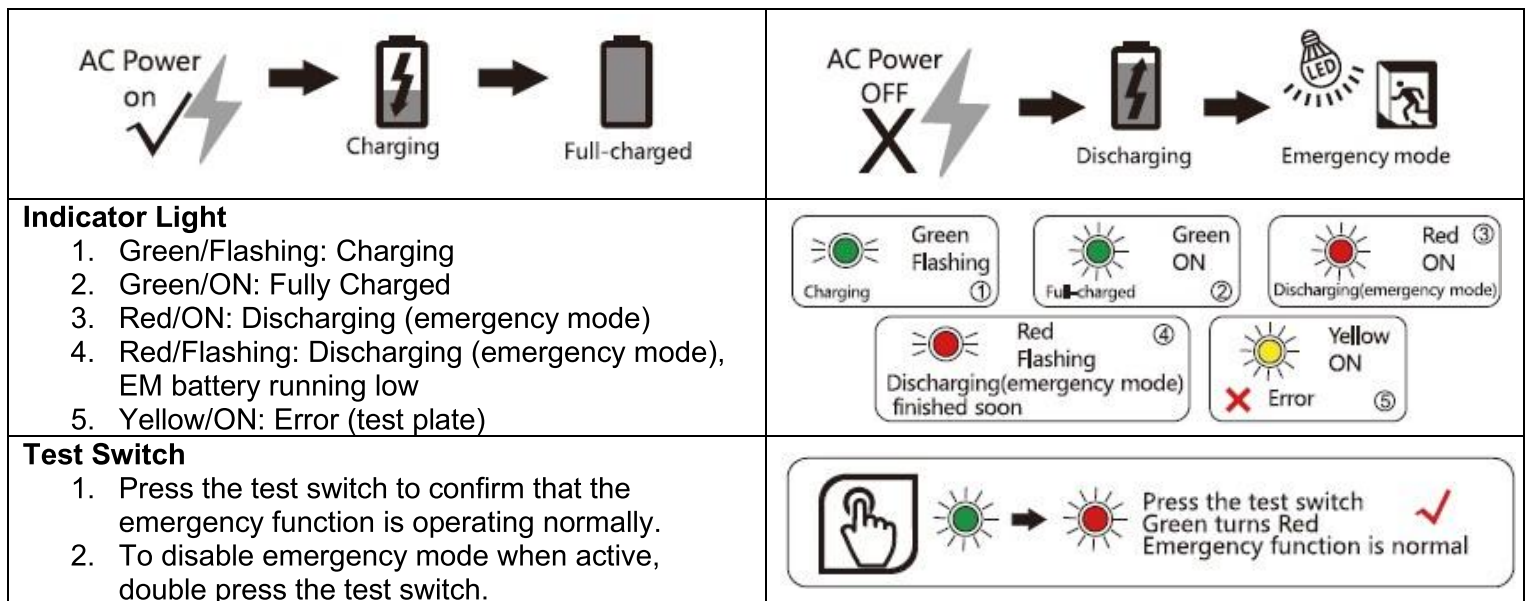 AC Power
on
Charging
Full-charged
AC Power
OFF
Discharging
LED
Emergency mode
Indicator Light
1. Green/Flashing: Charging
2. Green/ON: Fully Charged
3. Red/ON: Discharging (emergency mode)
4. Red/Flashing: Discharging (emergency mode),
EM battery running low
5. Yellow/ON: Error (test plate)
Green
Flashing
Charging ①
Green
ON
Full-charged ②
Red ③
ON
Discharging(emergency mode)
Red ④
Flashing
Discharging(emergency mode)
finished soon
Yellow
ON
Error ⑤
Test Switch
1. Press the test switch to confirm that the
emergency function is operating normally.
2. To disable emergency mode when active,
double press the test switch.
Press the test switch
Green turns Red
Emergency function is normal